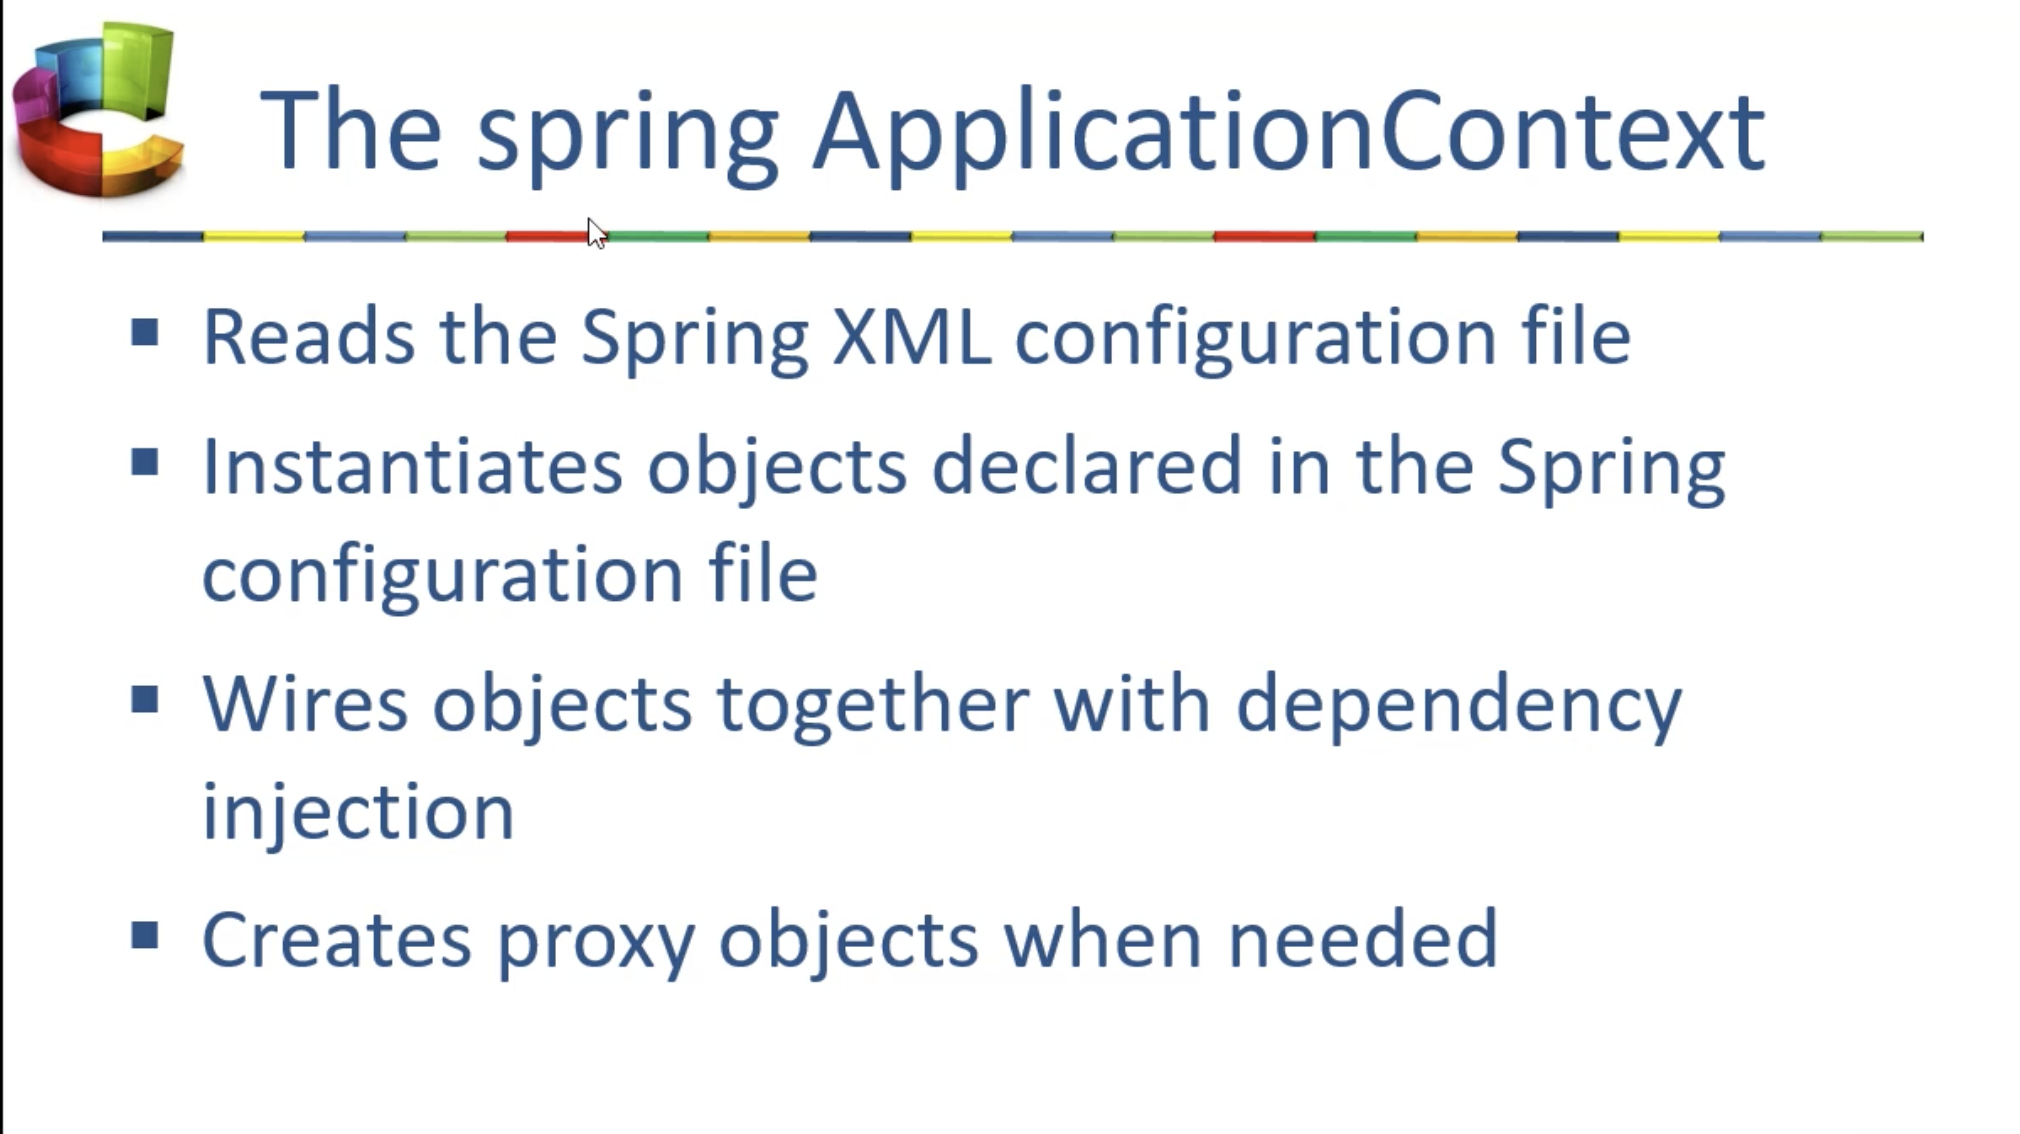 The spring ApplicationContext
Reads the Spring XML configuration file
Instantiates objects declared in the Spring
configuration file
Wires objects together with dependency
injection
Creates proxy objects when needed